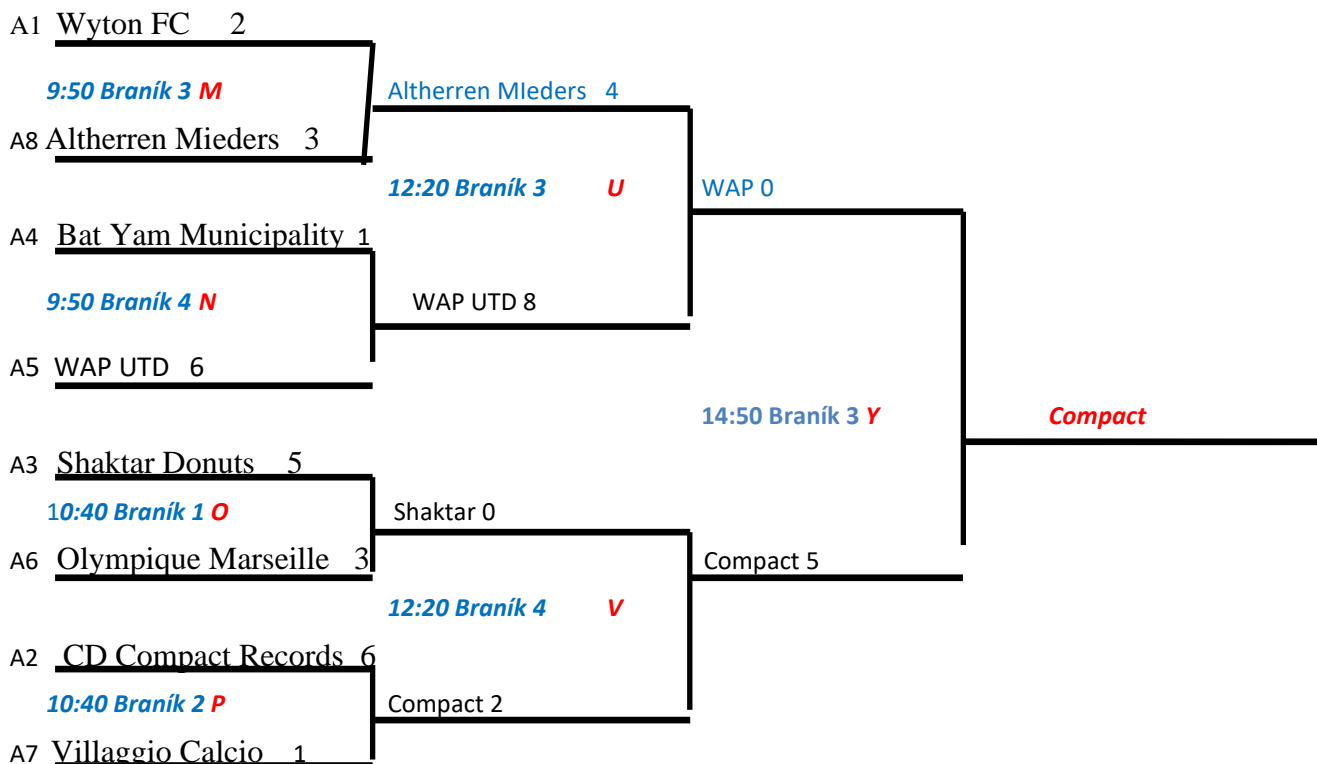 A1 Wyton FC 2
9:50 Braník 3 M
Altherren MIeders 4
A8 Altherren Mieders 3
12:20 Braník 3 U
WAP 0
A4 Bat Yam Municipality 1
9:50 Braník 4 N
WAP UTD 8
A5 WAP UTD 6
14:50 Braník 3 Y
Compact
A3 Shaktar Donuts 5
10:40 Braník 1 O
Shaktar 0
A6 Olympique Marseille 3
Compact 5
12:20 Braník 4 V
A2 CD Compact Records 6
10:40 Braník 2 P
Compact 2
A7 Villaggio Calcio 1